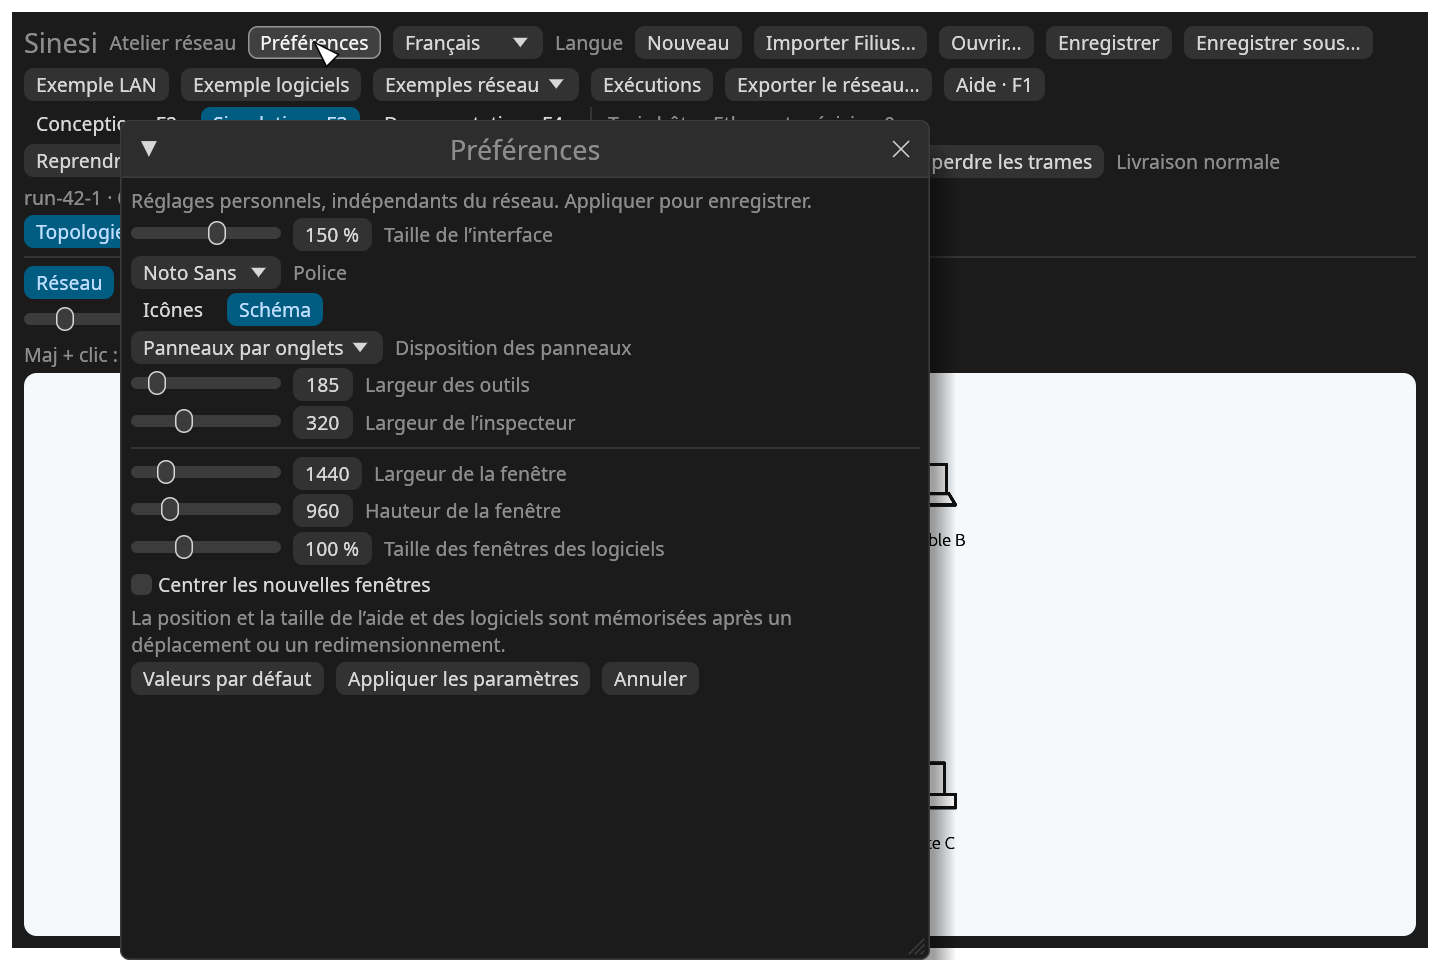 Sinesi Atelier réseau Préférences Français Langue Nouveau Importer Filius... Ouvrir... Enregistrer Enregistrer sous...
Exemple LAN Exemple logiciels Exemples réseau Exécutions Exporter le réseau... Aide · F1
Préférences
perdre les trames Livraison normale
run-42-1 ·
Réglages personnels, indépendants du réseau. Appliquer pour enregistrer.
150 % Taille de l’interface
Topologie
Noto Sans Police
Réseau
Icônes Schéma
Maj + clic :
Panneaux par onglets Disposition des panneaux
185 Largeur des outils
320 Largeur de l’inspecteur
1440 Largeur de la fenêtre
960 Hauteur de la fenêtre
ble B
100 % Taille des fenêtres des logiciels
Centrer les nouvelles fenêtres
La position et la taille de l’aide et des logiciels sont mémorisées après un
déplacement ou un redimensionnement.
Valeurs par défaut Appliquer les paramètres Annuler
C